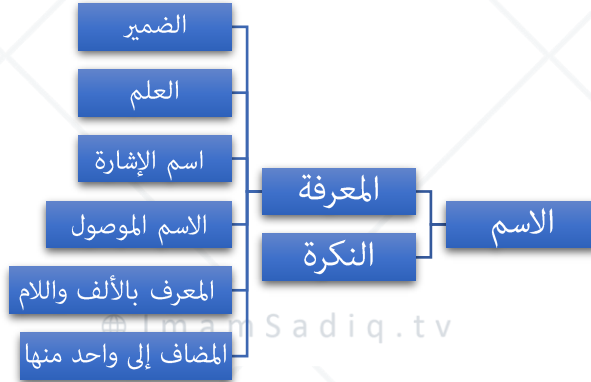 الاسم
المعرفة
النكرة
الضمير
العلم
اسم الإشارة
الاسم الموصول
المعرف بالألف واللام
المضاف إلى واحد منها
ImamSadiq.tv